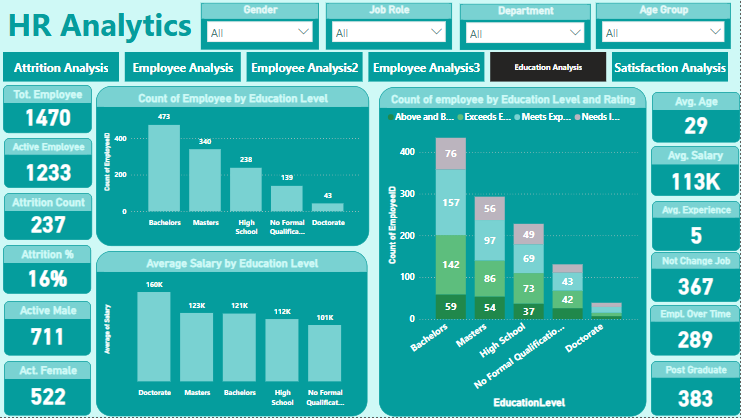 HR Analytics
Gender
All
Job Role
All
Department
All
Age Group
All
Attrition Analysis
Employee Analysis
Employee Analysis2
Employee Analysis3
Education Analysis
Satisfaction Analysis
Tot. Employee
1470
Active Employee
1233
Attrition Count
237
Attrition %
16%
Active Male
711
Act. Female
522
Count of Employee by Education Level
Count of EmployeeID
400
200
0
473
340
238
139
43
Bachelors
Masters
High
School
No Formal
Qualifica...
Doctorate
Average Salary by Education Level
Average of Salary
160K
123K
121K
112K
101K
Doctorate
Masters
Bachelors
High
School
No Formal
Qualificat...
Count of employee by Education Level and Rating
Above and B...
Exceeds E...
Meets Exp...
Needs I...
Count of EmployeeID
400
300
200
100
0
76
157
142
59
56
97
86
54
49
69
73
37
43
42
Bachelors
Masters
High School
No Formal Qualificatio...
Doctorate
EducationLevel
Avg. Age
29
Avg. Salary
113K
Avg. Experience
5
Not Change Job
367
Empl. Over Time
289
Post Graduate
383